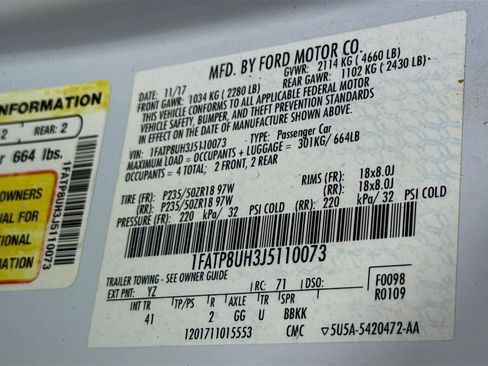 MFD. BY FORD MOTOR CO.
11/17 GVWR: 2114 KG ( 4660 LB)
FRONT GAWR: 1034 KG ( 2280 LB) REAR GAWR: 1102 KG ( 2430 LB)
THIS VEHICLE CONFORMS TO ALL APPLICABLE FEDERAL MOTOR
VEHICLE SAFETY, BUMPER, AND THEFT PREVENTION STANDARDS
IN EFFECT ON THE DATE OF MANUFACTURE SHOWN ABOVE.
VIN: 1FATP8UH3J5110073 TYPE: Passenger Car
MAXIMUM LOAD = OCCUPANTS + LUGGAGE = 301KG/ 664LB
OCCUPANTS = 4 TOTAL; 2 FRONT, 2 REAR
TIRE (FR): P235/50ZR18 97W RIMS (FR): 18x8.0J
(RR): P235/50ZR18 97W (RR): 18x8.0J
PRESSURE (FR): 220 kPa/ 32 PSI COLD (RR): 220 kPa/ 32 PSI COLD
1FATP8UH3J5110073
TRAILER TOWING - SEE OWNER GUIDE
EXT PNT: YZ RC: 71 DSO: F0098
R0109
INT TR TP/PS R AXLE TR SPR
41 2 GG U BBKK
1201711015553 CMC ▽5U5A-5420472-AA
INFORMATION
2 REAR: 2
r 664 lbs.
OWNERS
AL FOR
TIONAL
ATION
1FATP8UH3J5110073